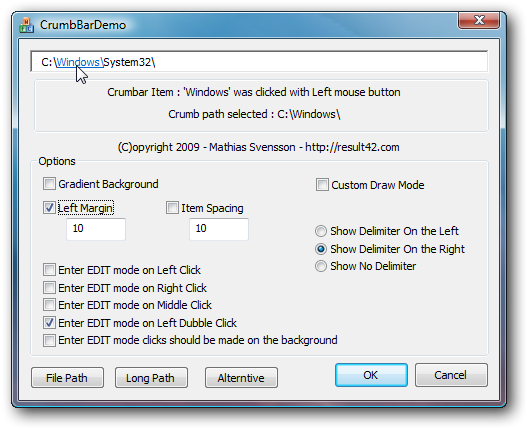 CrumbBarDemo
C:\Windows\System32\
Crumbar Item : 'Windows' was clicked with Left mouse button
Crumb path selected : C:\Windows\
(C)opyright 2009 - Mathias Svensson - http://result42.com
Options
Gradient Background
Custom Draw Mode
Left Margin
Item Spacing
10
10
Show Delimiter On the Left
Show Delimiter On the Right
Show No Delimiter
Enter EDIT mode on Left Click
Enter EDIT mode on Right Click
Enter EDIT mode on Middle Click
Enter EDIT mode on Left Dubble Click
Enter EDIT mode clicks should be made on the background
File Path
Long Path
Alterntive
OK
Cancel